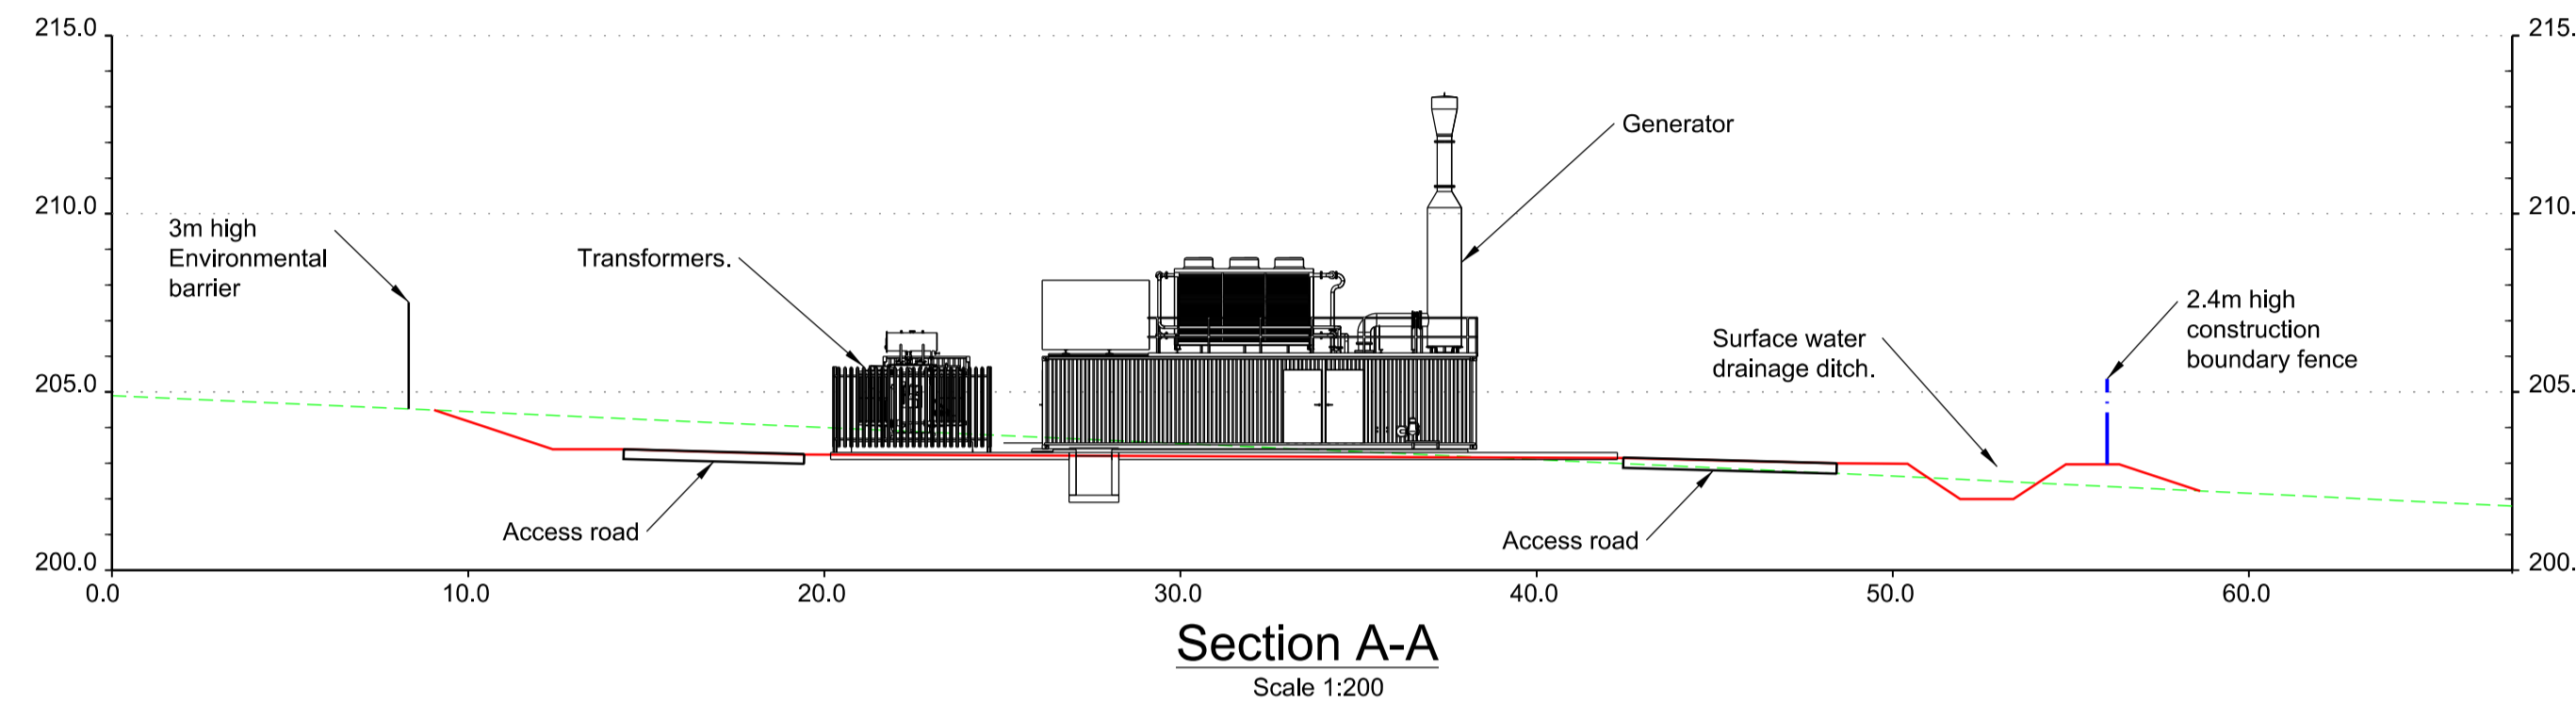 215.0
215.
Generator
210.0
210.
3m high
Environmental
barrier
Transformers.
2.4m high
construction
boundary fence
Surface water
drainage ditch.
205.0
205.
Access road
Access road
200.0
200.
0.0 10.0 20.0 30.0 40.0 50.0 60.0
Section A-A
Scale 1:200